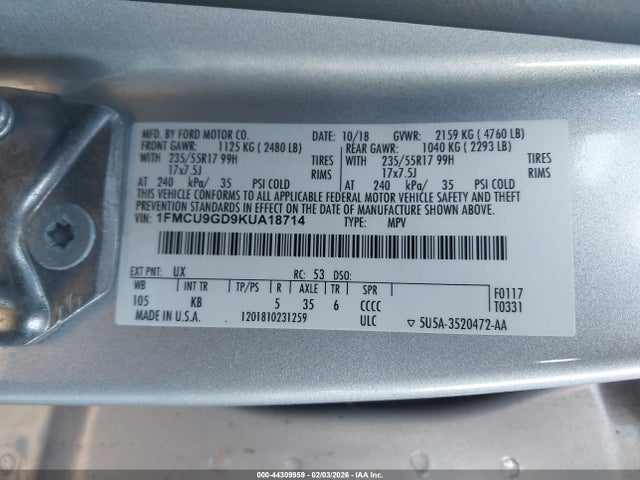 MFD. BY FORD MOTOR CO. DATE: 10/18 GVWR: 2159 KG ( 4760 LB)
FRONT GAWR: 1125 KG ( 2480 LB) REAR GAWR: 1040 KG ( 2293 LB)
WITH 235/55R17 99H TIRES WITH 235/55R17 99H TIRES
17x7.5J RIMS 17x7.5J RIMS
AT 240 kPa/ 35 PSI COLD AT 240 kPa/ 35 PSI COLD
THIS VEHICLE CONFORMS TO ALL APPLICABLE FEDERAL MOTOR VEHICLE SAFETY AND THEFT
PREVENTION STANDARDS IN EFFECT ON THE DATE OF MANUFACTURE SHOWN ABOVE.
VIN: 1FMCU9GD9KUA18714 TYPE: MPV
EXT PNT: UX RC: 53 DSO:
WB INT TR TP/PS R AXLE TR SPR
105 KB 5 35 6 CCCC
F0117
T0331
MADE IN U.S.A. 1201810231259 ULC ▽ 5U5A-3520472-AA
000-44309959 - 02/03/2026 - IAAI.COM